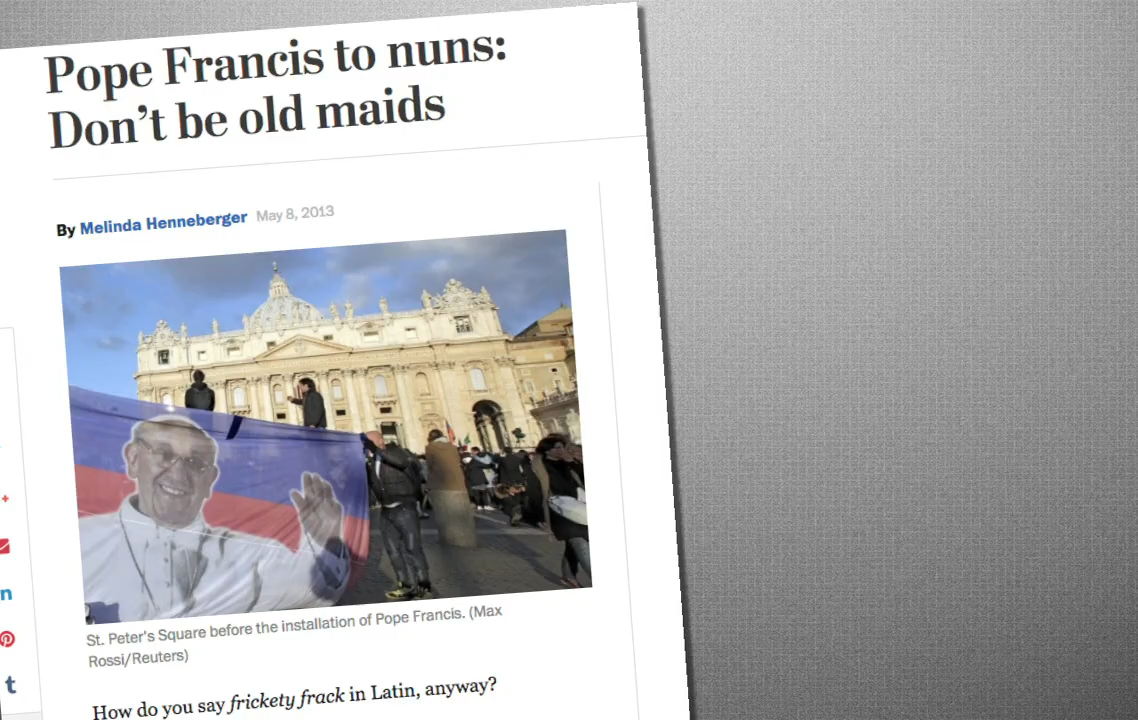 Pope Francis to nuns:
Don't be old maids
By Melinda Henneberger May 8, 2013
St. Peter's Square before the installation of Pope Francis. (Max
Rossi/Reuters)
How do you say frickety frack in Latin, anyway?